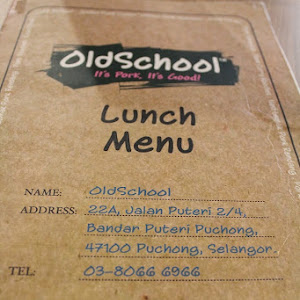 OldSchool
It's Pork, It's Good!
Lunch
Menu
NAME: OldSchool
ADDRESS: 22A, Jalan Puteri 2/4,
Bandar Puteri Puchong,
47100 Puchong, Selangor.
TEL: 03-8066 6966